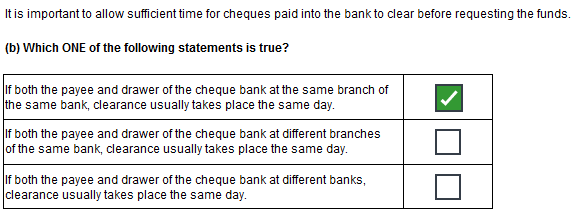 It is important to allow sufficient time for cheques paid into the bank to clear before requesting the funds.
(b) Which ONE of the following statements is true?
If both the payee and drawer of the cheque bank at the same branch of
the same bank, clearance usually takes place the same day.
If both the payee and drawer of the cheque bank at different branches
of the same bank, clearance usually takes place the same day.
If both the payee and drawer of the cheque bank at different banks,
clearance usually takes place the same day.